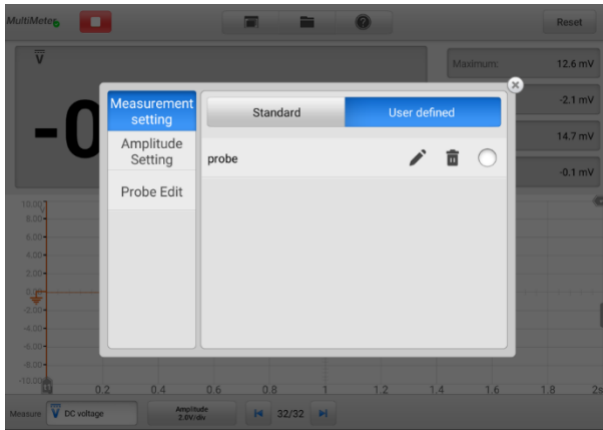 MultiMeter
Reset
V
Maximum: 12.6 mV
-0
-2.1 mV
14.7 mV
-0.1 mV
Measurement setting
Amplitude Setting
Probe Edit
Standard
User defined
probe
10.00
8.00
6.00
4.00
2.00
0.00
-2.00
-4.00
-6.00
-8.00
-10.00
0.2 0.4 0.6 0.8 1 1.2 1.4 1.6 1.8 2s
Measure V DC voltage
Amplitude
2.0V/div
32/32